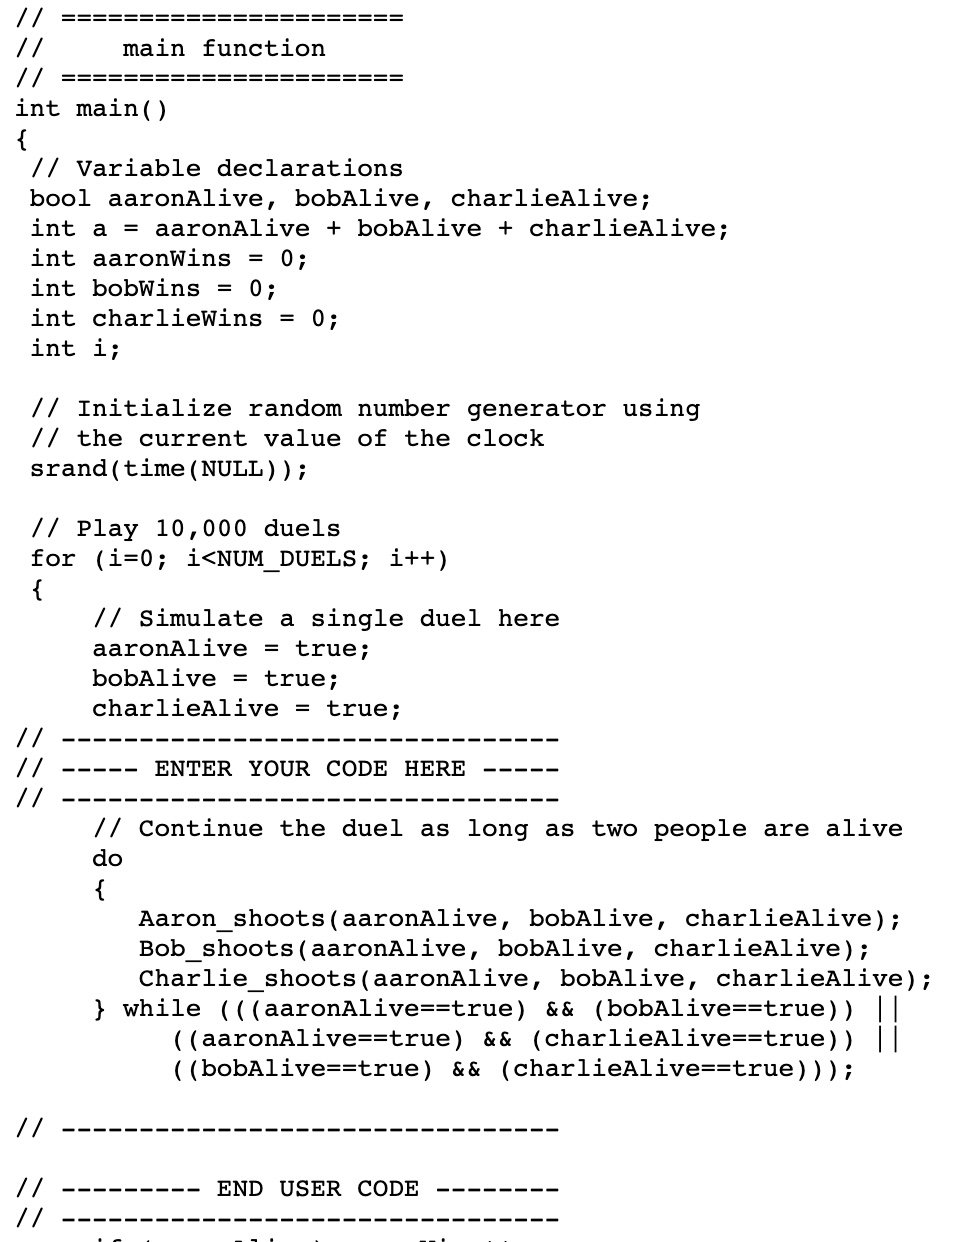 // ======================
//     main function
// ======================
int main()
{
 // Variable declarations
 bool aaronAlive, bobAlive, charlieAlive;
 int a = aaronAlive + bobAlive + charlieAlive;
 int aaronWins = 0;
 int bobWins = 0;
 int charlieWins = 0;
 int i;

 // Initialize random number generator using
 // the current value of the clock
 srand(time(NULL));

 // Play 10,000 duels
 for (i=0; i<NUM_DUELS; i++)
 {
     // Simulate a single duel here
     aaronAlive = true;
     bobAlive = true;
     charlieAlive = true;
// --------------------------------
// ----- ENTER YOUR CODE HERE -----
// --------------------------------
     // Continue the duel as long as two people are alive
     do
     {
        Aaron_shoots(aaronAlive, bobAlive, charlieAlive);
        Bob_shoots(aaronAlive, bobAlive, charlieAlive);
        Charlie_shoots(aaronAlive, bobAlive, charlieAlive);
     } while (((aaronAlive==true) && (bobAlive==true)) ||
          ((aaronAlive==true) && (charlieAlive==true)) ||
          ((bobAlive==true) && (charlieAlive==true)));

// --------------------------------

// --------- END USER CODE --------
// --------------------------------